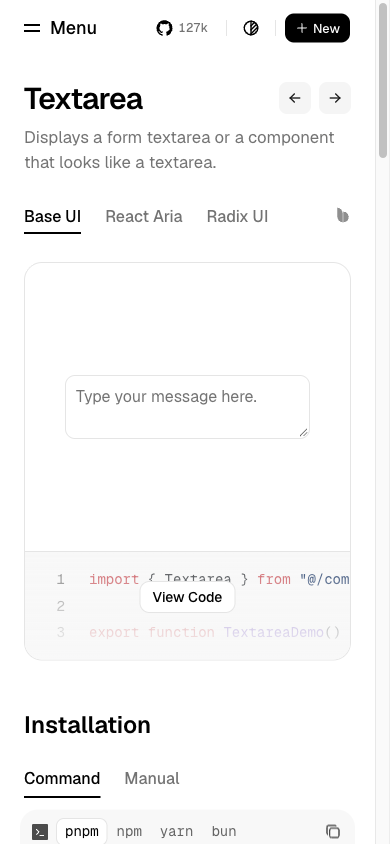 Menu
127k
New
Textarea
Displays a form textarea or a component
that looks like a textarea.
Base UI
React Aria
Radix UI
Type your message here.
1 import { Textarea } from "@/com
View Code
2
3 export function TextareaDemo()
Installation
Command
Manual
pnpm
npm
yarn
bun